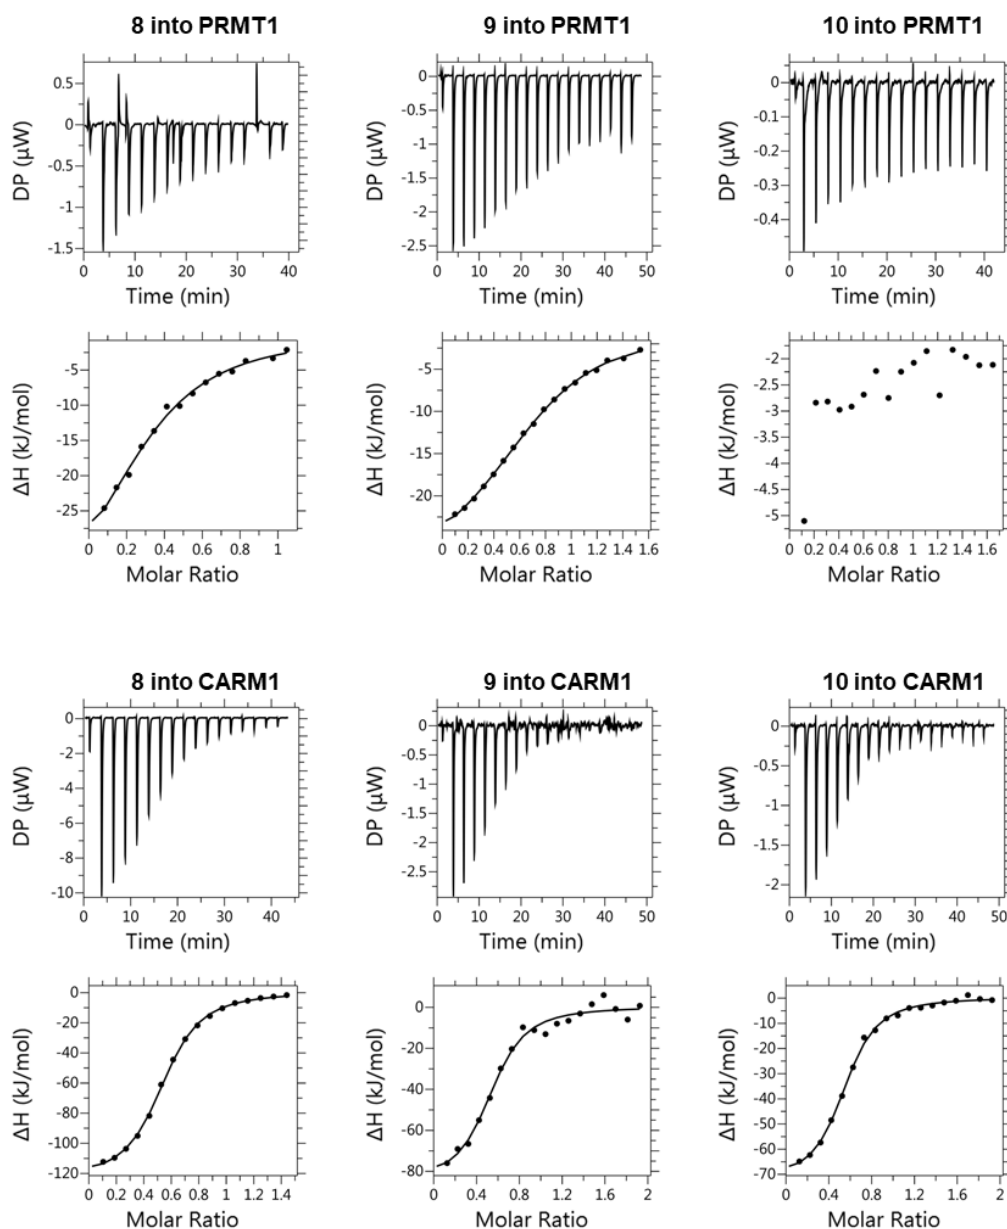 8 into PRMT1
9 into PRMT1
10 into PRMT1
DP (µW)
0.5
0
-0.5
-1
-1.5
0 10 20 30 40
Time (min)
DP (µW)
0
-0.5
-1
-1.5
-2
-2.5
0 10 20 30 40 50
Time (min)
DP (µW)
0
-0.1
-0.2
-0.3
-0.4
0 10 20 30 40
Time (min)
ΔH (kJ/mol)
-5
-10
-15
-20
-25
0 0.2 0.4 0.6 0.8 1
Molar Ratio
ΔH (kJ/mol)
-5
-10
-15
-20
0 0.2 0.4 0.6 0.8 1 1.2 1.4 1.6
Molar Ratio
ΔH (kJ/mol)
-2
-2.5
-3
-3.5
-4
-4.5
-5
0 0.2 0.4 0.6 0.8 1 1.2 1.4 1.6
Molar Ratio
8 into CARM1
9 into CARM1
10 into CARM1
DP (µW)
0
-2
-4
-6
-8
-10
0 10 20 30 40
Time (min)
DP (µW)
0
-0.5
-1
-1.5
-2
-2.5
0 10 20 30 40 50
Time (min)
DP (µW)
0
-0.5
-1
-1.5
-2
0 10 20 30 40 50
Time (min)
ΔH (kJ/mol)
0
-20
-40
-60
-80
-100
-120
0 0.2 0.4 0.6 0.8 1 1.2 1.4
Molar Ratio
ΔH (kJ/mol)
0
-20
-40
-60
-80
0 0.4 0.8 1.2 1.6 2
Molar Ratio
ΔH (kJ/mol)
0
-10
-20
-30
-40
-50
-60
-70
0 0.4 0.8 1.2 1.6 2
Molar Ratio